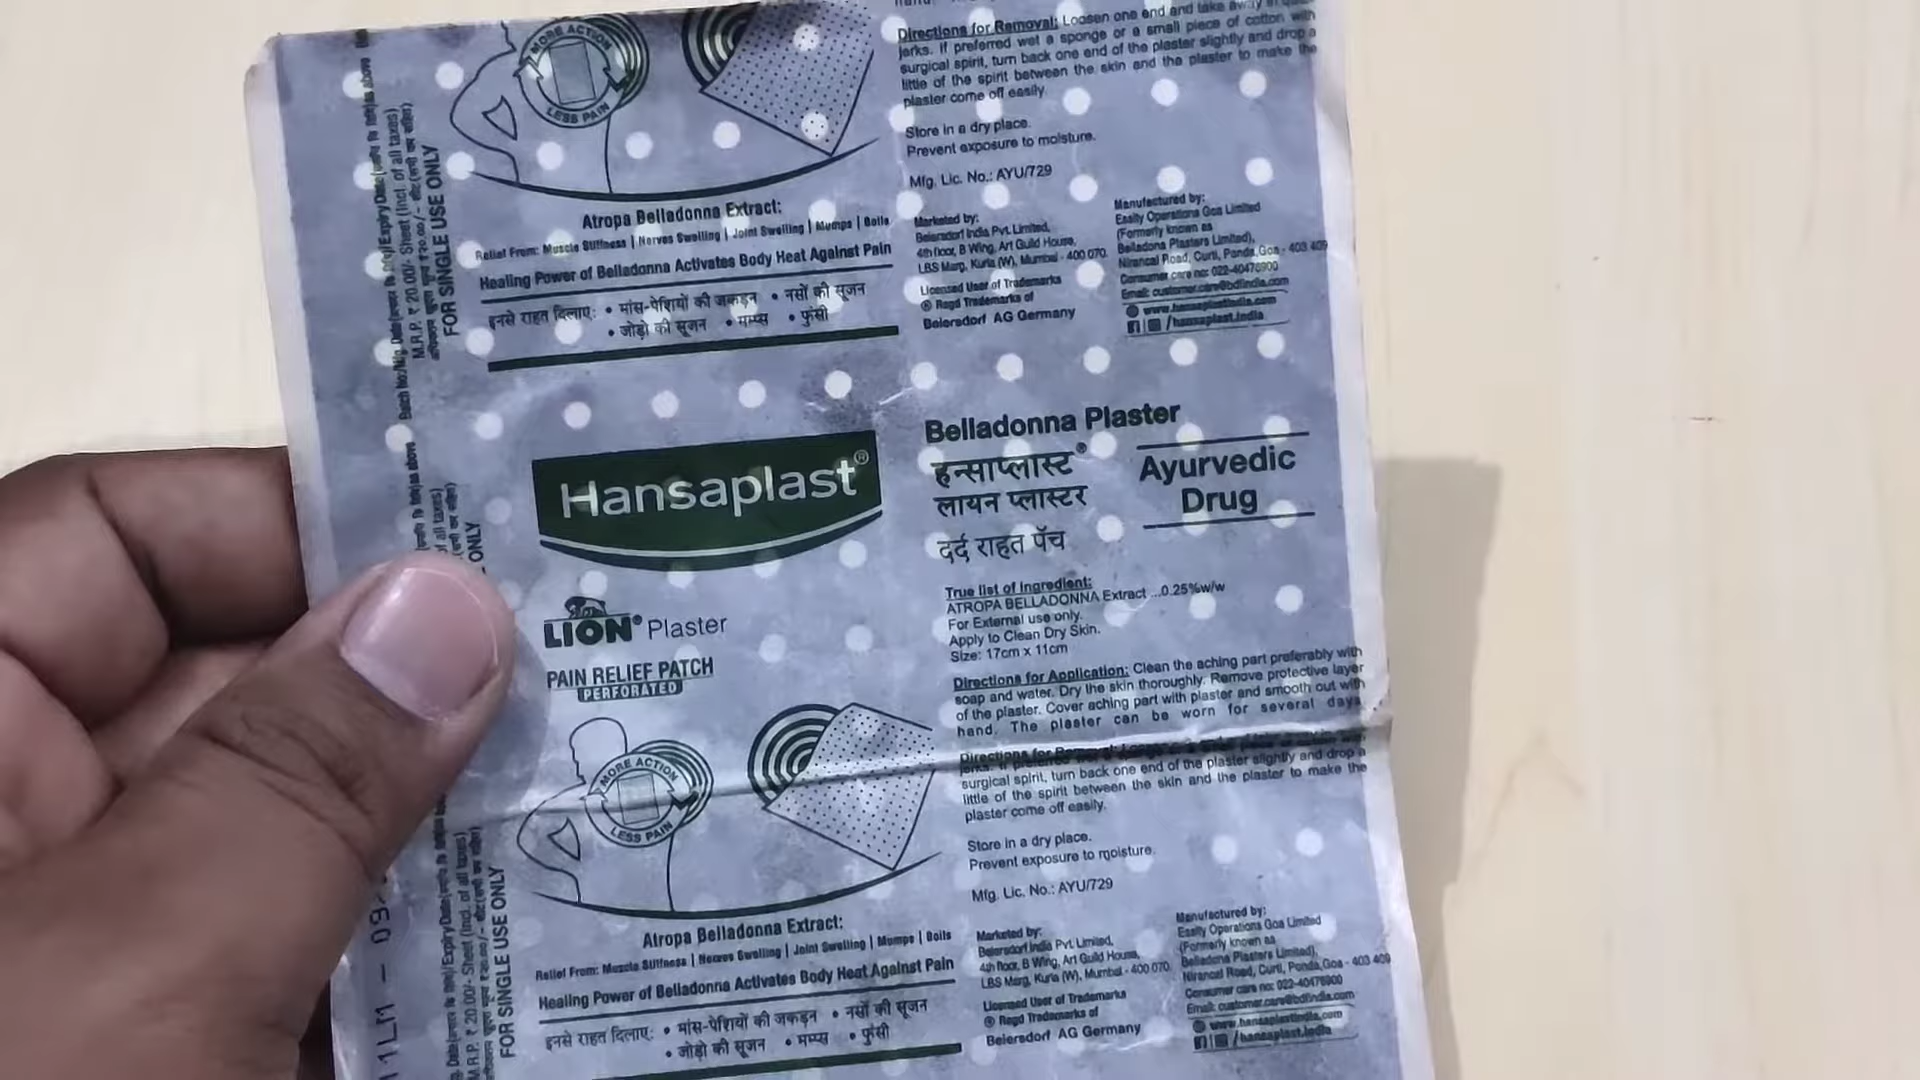 Directions for Removal: Loosen one end and take away in quick
jerks. If preferred wet a sponge or a small piece of cotton with
surgical spirit, turn back one end of the plaster slightly and drop a
little of the spirit between the skin and the plaster to make the
plaster come off easily.
Store in a dry place.
Prevent exposure to moisture.
Mfg. Lic. No.: AYU/729
MORE ACTION
LESS PAIN
Atropa Belladonna Extract:
Relief From: Muscle Stiffness | Nerves Swelling | Joint Swelling | Mumps | Boils
Healing Power of Belladonna Activates Body Heat Against Pain
इनसे राहत दिलाए: • मांस-पेशियों की जकड़न • नसों की सूजन
• जोड़ो की सूजन • मम्प्स • फुंसी
Marketed by:
Beiersdorf India Pvt. Limited,
4th floor, B Wing, Art Guild House,
LBS Marg, Kurla (W), Mumbai - 400 070.
Licensed User of Trademarks
® Regd Trademarks of
Beiersdorf AG Germany
Manufactured by:
Essity Operations Goa Limited
(Formerly known as
Belladona Plasters Limited),
Nirancal Road, Curti, Ponda, Goa - 403 409
Consumer care no: 022-40476900
Email: customer.care@bdfindia.com
www.hansaplastindia.com
/hansaplast.india
M.R.P. ₹ 20.00/- Sheet (Incl. of all taxes)
FOR SINGLE USE ONLY
Hansaplast®
LION® Plaster
PAIN RELIEF PATCH
PERFORATED
Belladonna Plaster
हन्साप्लास्ट®
लायन प्लास्टर
दर्द राहत पॅच
Ayurvedic
Drug
True list of Ingredient:
ATROPA BELLADONNA Extract ...0.25%w/w
For External use only.
Apply to Clean Dry Skin.
Size: 17cm x 11cm
Directions for Application: Clean the aching part preferably with
soap and water. Dry the skin thoroughly. Remove protective layer
of the plaster. Cover aching part with plaster and smooth out with
hand. The plaster can be worn for several days
Directions for Removal:
surgical spirit, turn back one end of the plaster slightly and drop a
little of the spirit between the skin and the plaster to make the
plaster come off easily.
Store in a dry place.
Prevent exposure to moisture.
Mfg. Lic. No.: AYU/729
MORE ACTION
LESS PAIN
Atropa Belladonna Extract:
Relief From: Muscle Stiffness | Nerves Swelling | Joint Swelling | Mumps | Boils
Healing Power of Belladonna Activates Body Heat Against Pain
इनसे राहत दिलाए: • मांस-पेशियों की जकड़न • नसों की सूजन
• जोड़ो की सूजन • मम्प्स • फुंसी
Marketed by:
Beiersdorf India Pvt. Limited,
4th floor, B Wing, Art Guild House,
LBS Marg, Kurla (W), Mumbai - 400 070
Licensed User of Trademarks
® Regd Trademarks of
Beiersdorf AG Germany
Manufactured by:
Essity Operations Goa Limited
(Formerly known as
Belladona Plasters Limited),
Nirancal Road, Curti, Ponda, Goa - 403 409
Consumer care no: 022-40476900
Email: customer.care@bdfindia.com
www.hansaplastindia.com
/hansaplast.india
M.R.P. ₹ 20.00/- Sheet (Incl. of all taxes)
FOR SINGLE USE ONLY